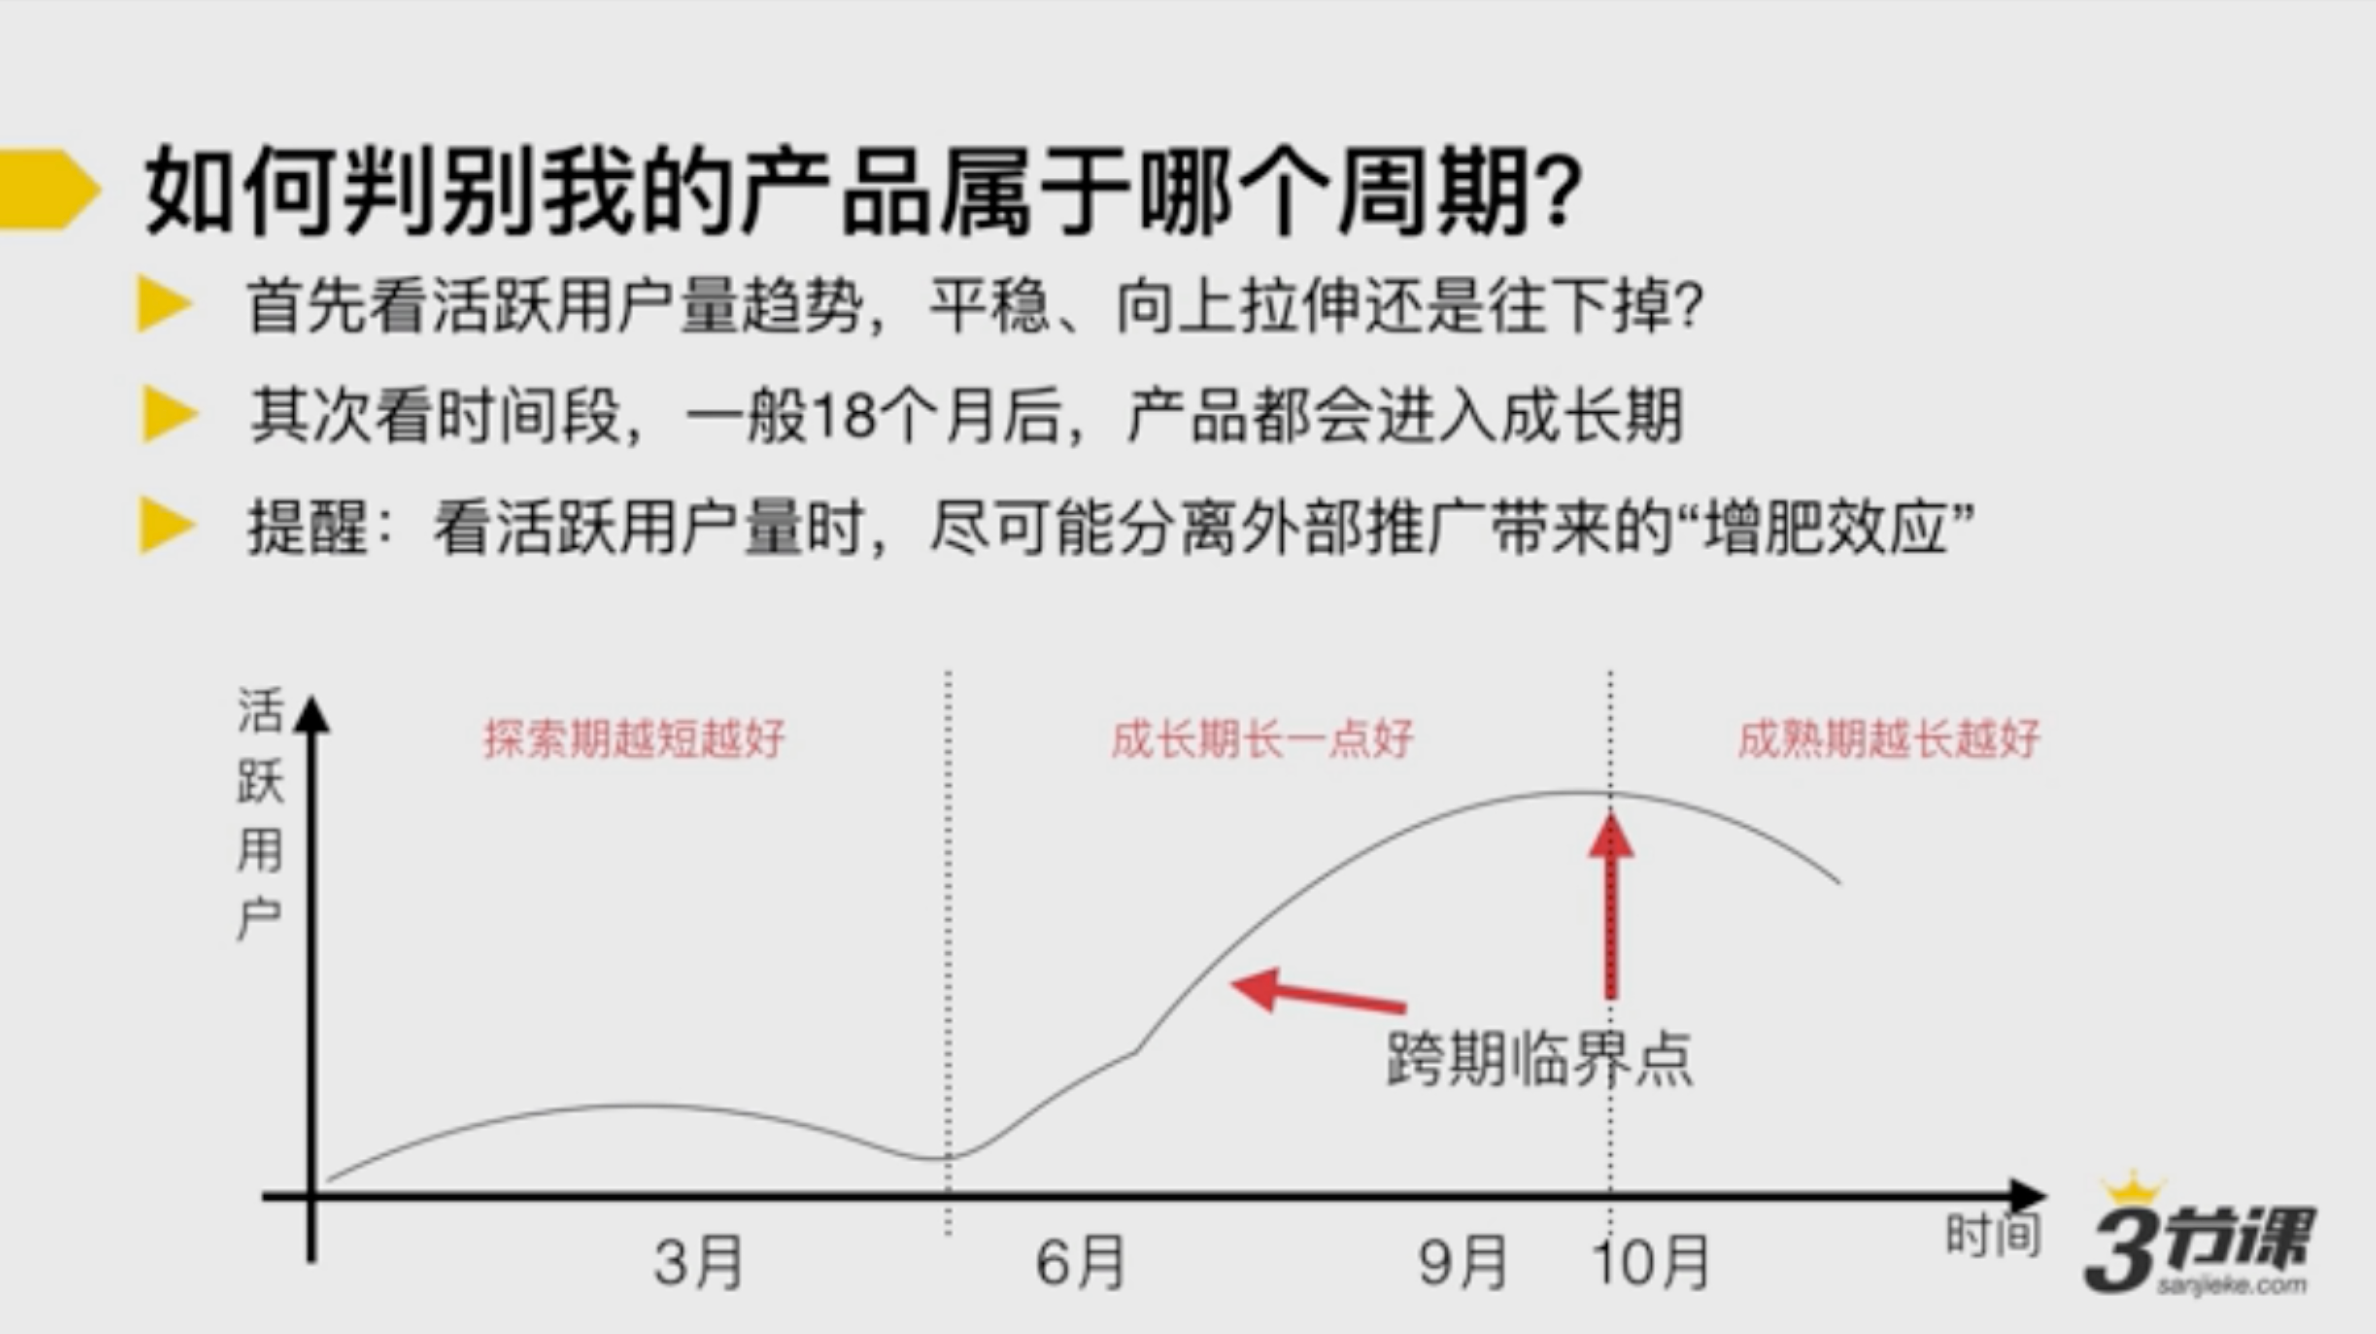 如何判别我的产品属于哪个周期?
首先看活跃用户量趋势，平稳、向上拉伸还是往下掉?
其次看时间段，一般18个月后，产品都会进入成长期
提醒：看活跃用户量时，尽可能分离外部推广带来的“增肥效应”
活跃用户
探索期越短越好
成长期长一点好
成熟期越长越好
跨期临界点
3月
6月
9月
10月
时间
3节课
sanjieke.com